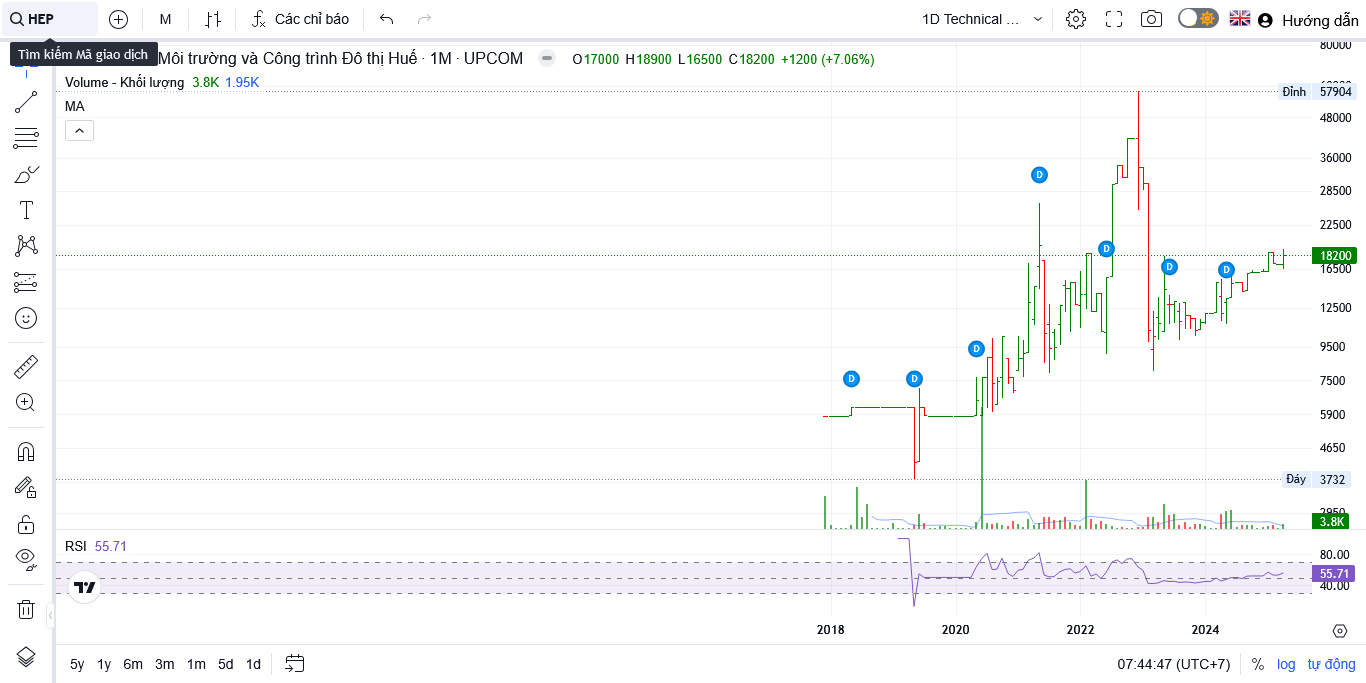 HEP
M
Các chỉ báo
1D Technical ...
Hướng dẫn
Tìm kiếm Mã giao dịch
Môi trường và Công trình Đô thị Huế · 1M · UPCOM
O17000 H18900 L16500 C18200 +1200 (+7.06%)
Volume - Khối lượng 3.8K 1.95K
MA
80000
Đỉnh 57904
48000
36000
28500
22500
18200
16500
12500
9500
7500
5900
4650
Đáy 3732
3.8K
D
D
D
D
D
D
D
RSI 55.71
80.00
55.71
40.00
2018 2020 2022 2024
5y 1y 6m 3m 1m 5d 1d
07:44:47 (UTC+7) % log tự động